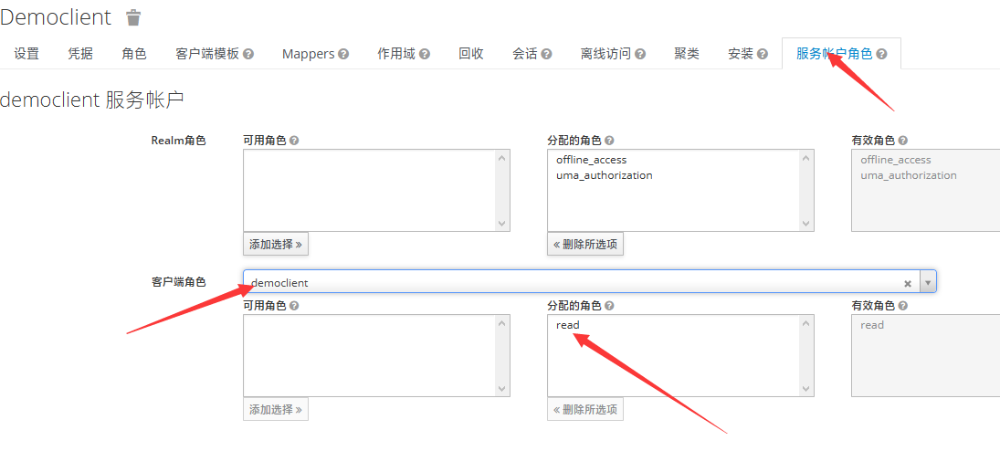 Democlient
设置 凭据 角色 客户端模板 Mappers 作用域 回收 会话 离线访问 聚类 安装 服务帐户角色
democlient 服务帐户
Realm角色 可用角色 分配的角色 有效角色
offline_access offline_access
uma_authorization uma_authorization
添加选择 » « 删除所选项
客户端角色 democlient
可用角色 分配的角色 有效角色
read read
添加选择 » « 删除所选项